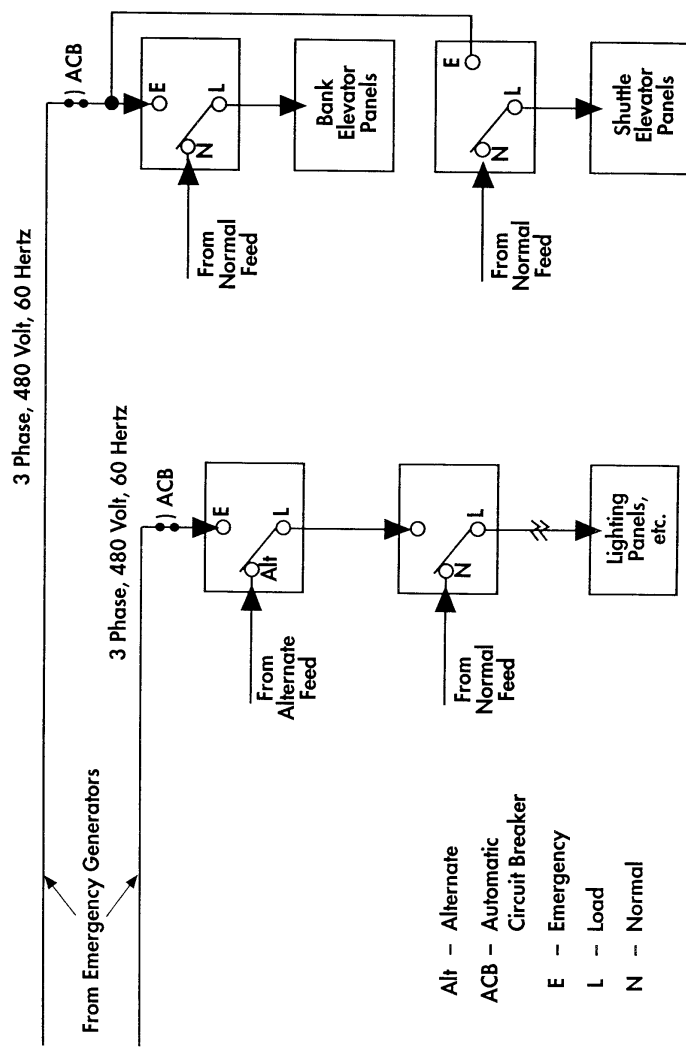 3 Phase, 480 Volt, 60 Hertz
) ACB
E
L
N
From
Normal
Feed
Bank
Elevator
Panels
E
L
N
From
Normal
Feed
Shuttle
Elevator
Panels
3 Phase, 480 Volt, 60 Hertz
) ACB
E
L
Alt
From
Alternate
Feed
L
N
From
Normal
Feed
Lighting
Panels,
etc.
From Emergency Generators
Alt – Alternate
ACB – Automatic
Circuit Breaker
E – Emergency
L – Load
N – Normal